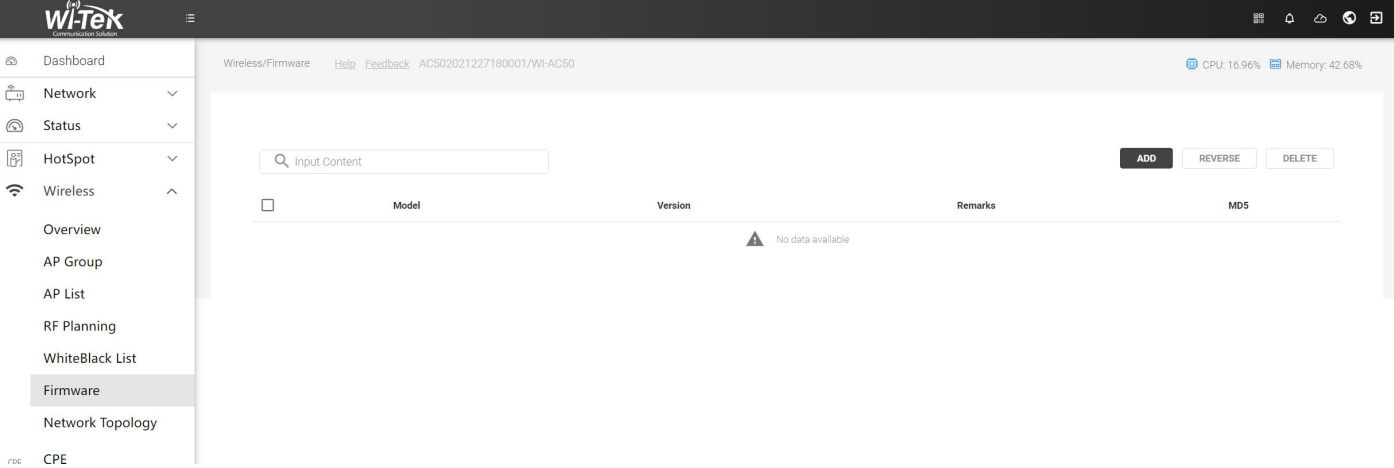 Wi-Tek
Communication Solution
Dashboard
Wireless/Firmware Help Feedback AC502021227180001/WI-AC50 CPU: 16.96% Memory: 42.68%
Network
Status
HotSpot
Input Content ADD REVERSE DELETE
Wireless
Model Version Remarks MD5
Overview
No data available
AP Group
AP List
RF Planning
WhiteBlack List
Firmware
Network Topology
CPE CPE